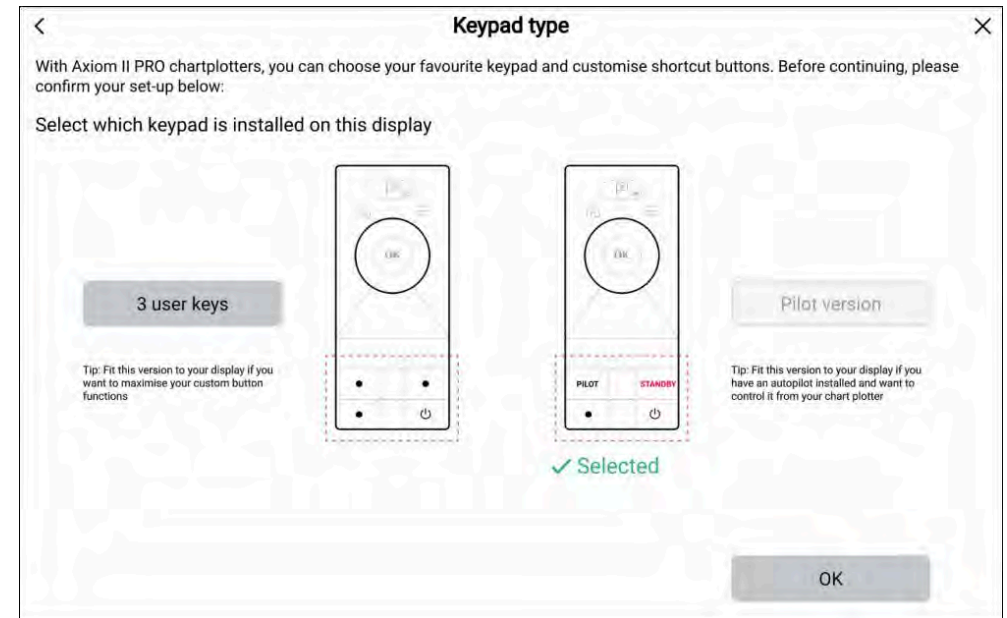 Keypad type
With Axiom II PRO chartplotters, you can choose your favourite keypad and customise shortcut buttons. Before continuing, please
confirm your set-up below:
Select which keypad is installed on this display
OK
OK
3 user keys
Pilot version
Tip: Fit this version to your display if you
want to maximise your custom button
functions
PILOT STANDBY
Tip: Fit this version to your display if you
have an autopilot installed and want to
control it from your chart plotter
Selected
OK